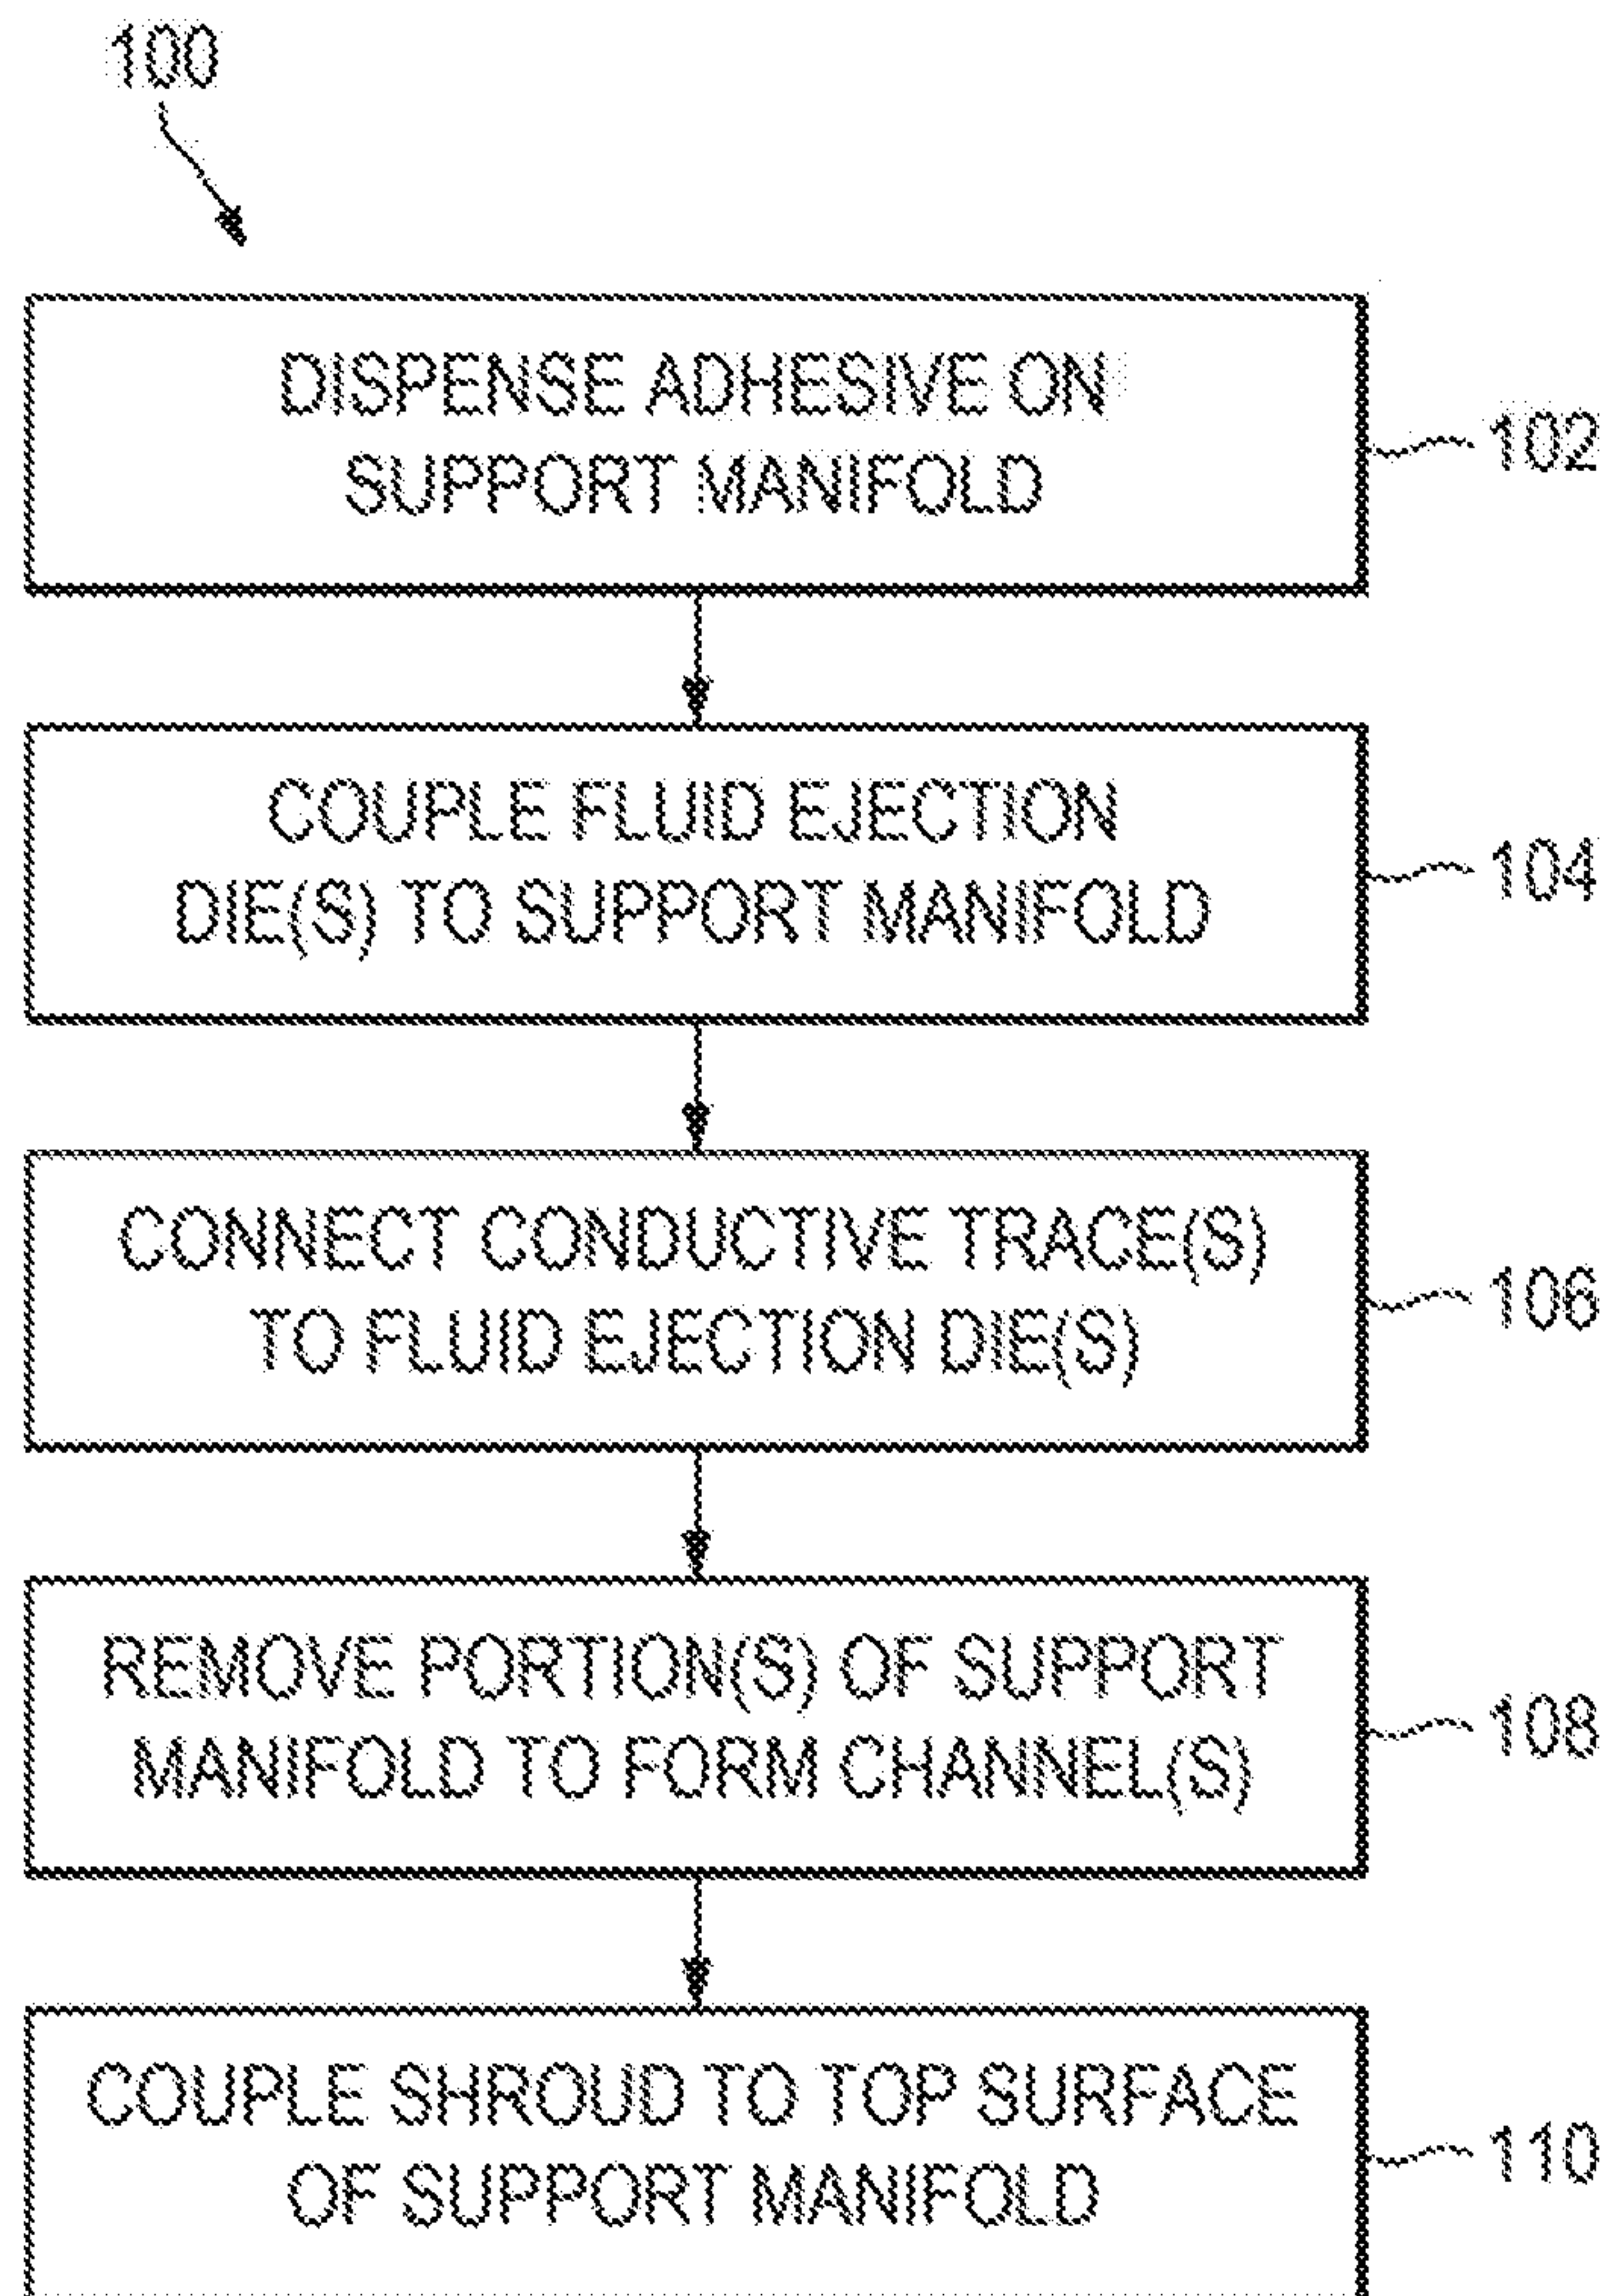 100
DISPENSE ADHESIVE ON
SUPPORT MANIFOLD
102
COUPLE FLUID EJECTION
DIE(S) TO SUPPORT MANIFOLD
104
CONNECT CONDUCTIVE TRACE(S)
TO FLUID EJECTION DIE(S)
106
REMOVE PORTION(S) OF SUPPORT
MANIFOLD TO FORM CHANNEL(S)
108
COUPLE SHROUD TO TOP SURFACE
OF SUPPORT MANIFOLD
110